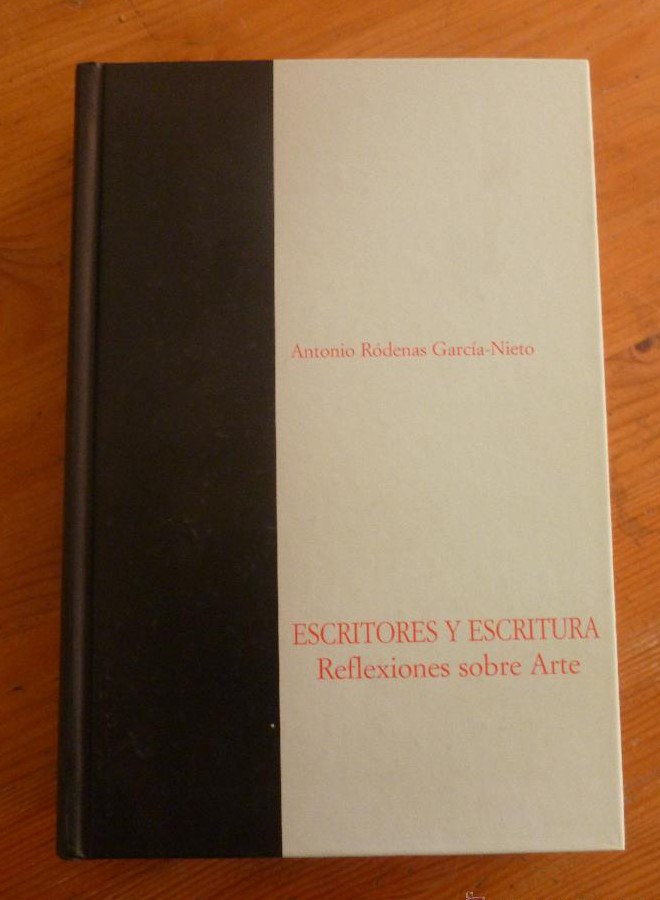 Antonio Ródenas García-Nieto
ESCRITORES Y ESCRITURA
Reflexiones sobre Arte